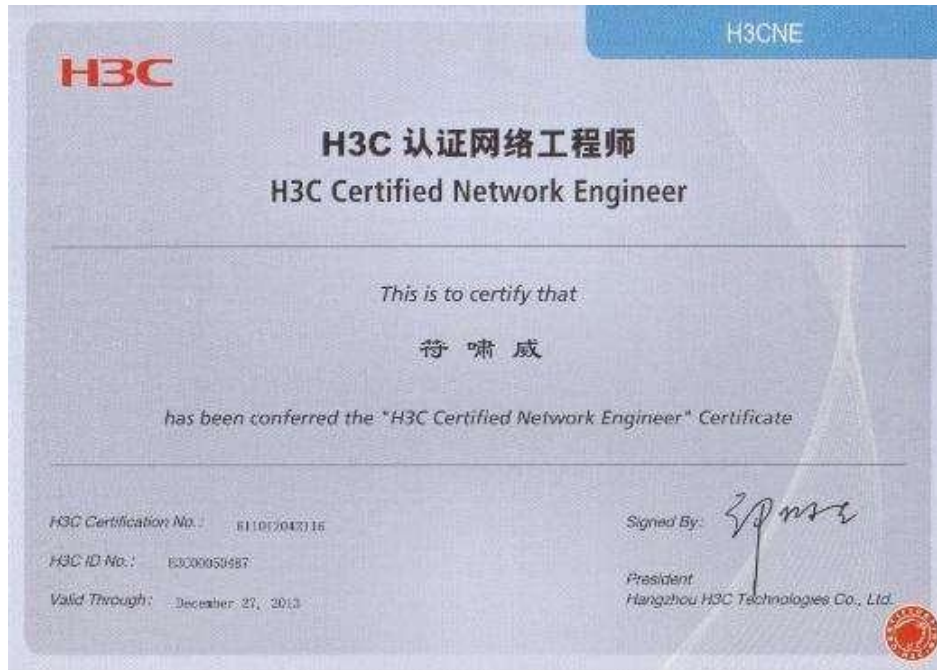 H3CNE
H3C
H3C 认证网络工程师
H3C Certified Network Engineer
This is to certify that
符啸威
has been conferred the "H3C Certified Network Engineer" Certificate
H3C Certification No.:
H3C ID No.:
Valid Through: December 27, 2013
Signed By:
President
Hangzhou H3C Technologies Co., Ltd.